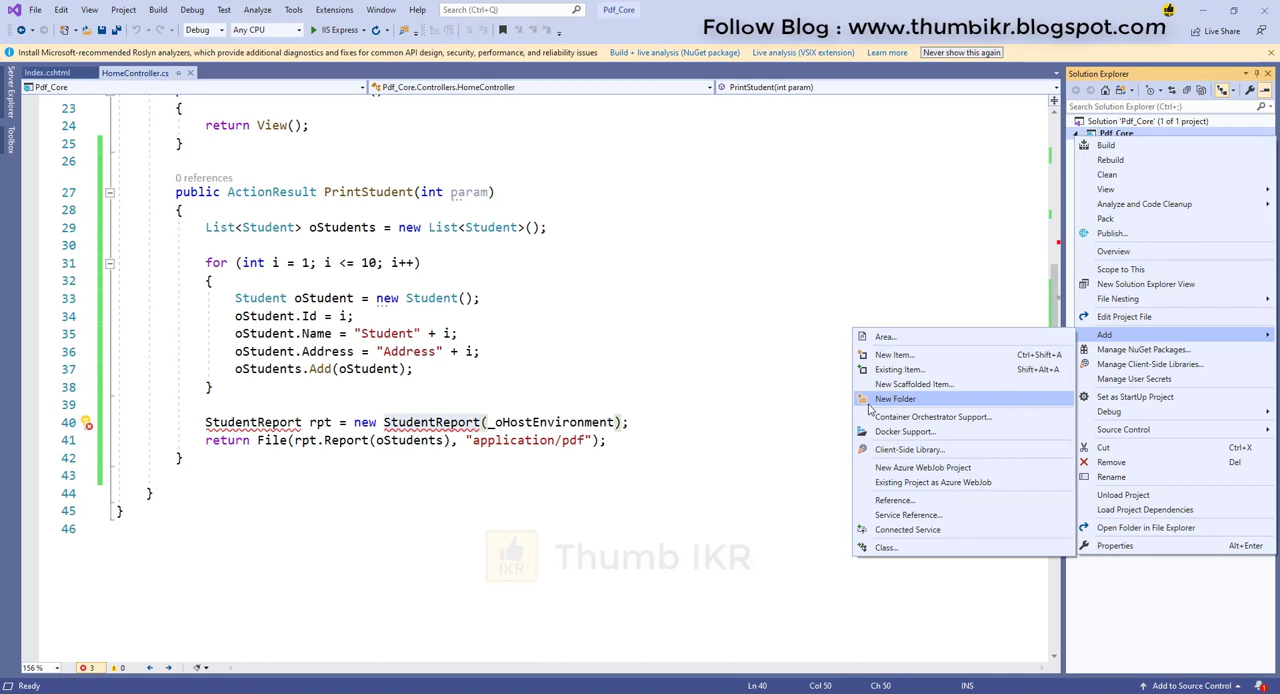 File Edit View Project Build Debug Test Analyze Tools Extensions Window Help Search (Ctrl+Q) Pdf_Core
Follow Blog : www.thumbikr.blogspot.com
Debug Any CPU IIS Express Live Share
Install Microsoft-recommended Roslyn analyzers, which provide additional diagnostics and fixes for common API design, security, performance, and reliability issues Build + live analysis (NuGet package) Live analysis (VSIX extension) Learn more Never show this again
Server Explorer
Toolbox
Index.cshtml HomeController.cs
Pdf_Core Pdf_Core.Controllers.HomeController PrintStudent(int param)
23 {
24 return View();
25 }
26
0 references
27 public ActionResult PrintStudent(int param)
28 {
29 List<Student> oStudents = new List<Student>();
30
31 for (int i = 1; i <= 10; i++)
32 {
33 Student oStudent = new Student();
34 oStudent.Id = i;
35 oStudent.Name = "Student" + i;
36 oStudent.Address = "Address" + i;
37 oStudents.Add(oStudent);
38 }
39
40 StudentReport rpt = new StudentReport(_oHostEnvironment);
41 return File(rpt.Report(oStudents), "application/pdf");
42 }
43
44 }
45 }
46
IKR Thumb IKR
Solution Explorer
Search Solution Explorer (Ctrl+;)
Solution 'Pdf_Core' (1 of 1 project)
Pdf_Core
Build
Rebuild
Clean
View
Analyze and Code Cleanup
Pack
Publish...
Overview
Scope to This
New Solution Explorer View
File Nesting
Edit Project File
Add
Manage NuGet Packages...
Manage Client-Side Libraries...
Manage User Secrets
Set as StartUp Project
Debug
Source Control
Cut Ctrl+X
Remove Del
Rename
Unload Project
Load Project Dependencies
Open Folder in File Explorer
Properties Alt+Enter
Area...
New Item... Ctrl+Shift+A
Existing Item... Shift+Alt+A
New Scaffolded Item...
New Folder
Container Orchestrator Support...
Docker Support...
Client-Side Library...
New Azure WebJob Project
Existing Project as Azure WebJob
Reference...
Service Reference...
Connected Service
Class...
156 % 3 0 Ln 40 Col 50 Ch 50 INS
Ready Add to Source Control 1